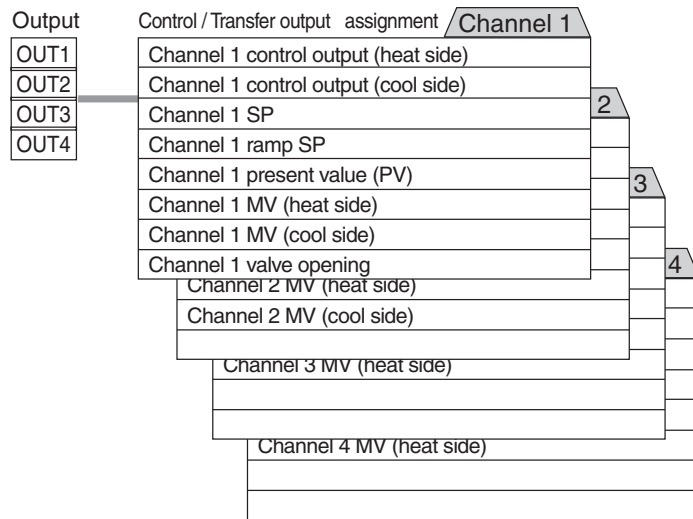 Output
Control / Transfer output assignment Channel 1
OUT1
OUT2
OUT3
OUT4
Channel 1 control output (heat side)
Channel 1 control output (cool side)
Channel 1 SP
Channel 1 ramp SP
Channel 1 present value (PV)
Channel 1 MV (heat side)
Channel 1 MV (cool side)
Channel 1 valve opening
2
Channel 2 MV (heat side)
Channel 2 MV (cool side)
3
Channel 3 MV (heat side)
4
Channel 4 MV (heat side)